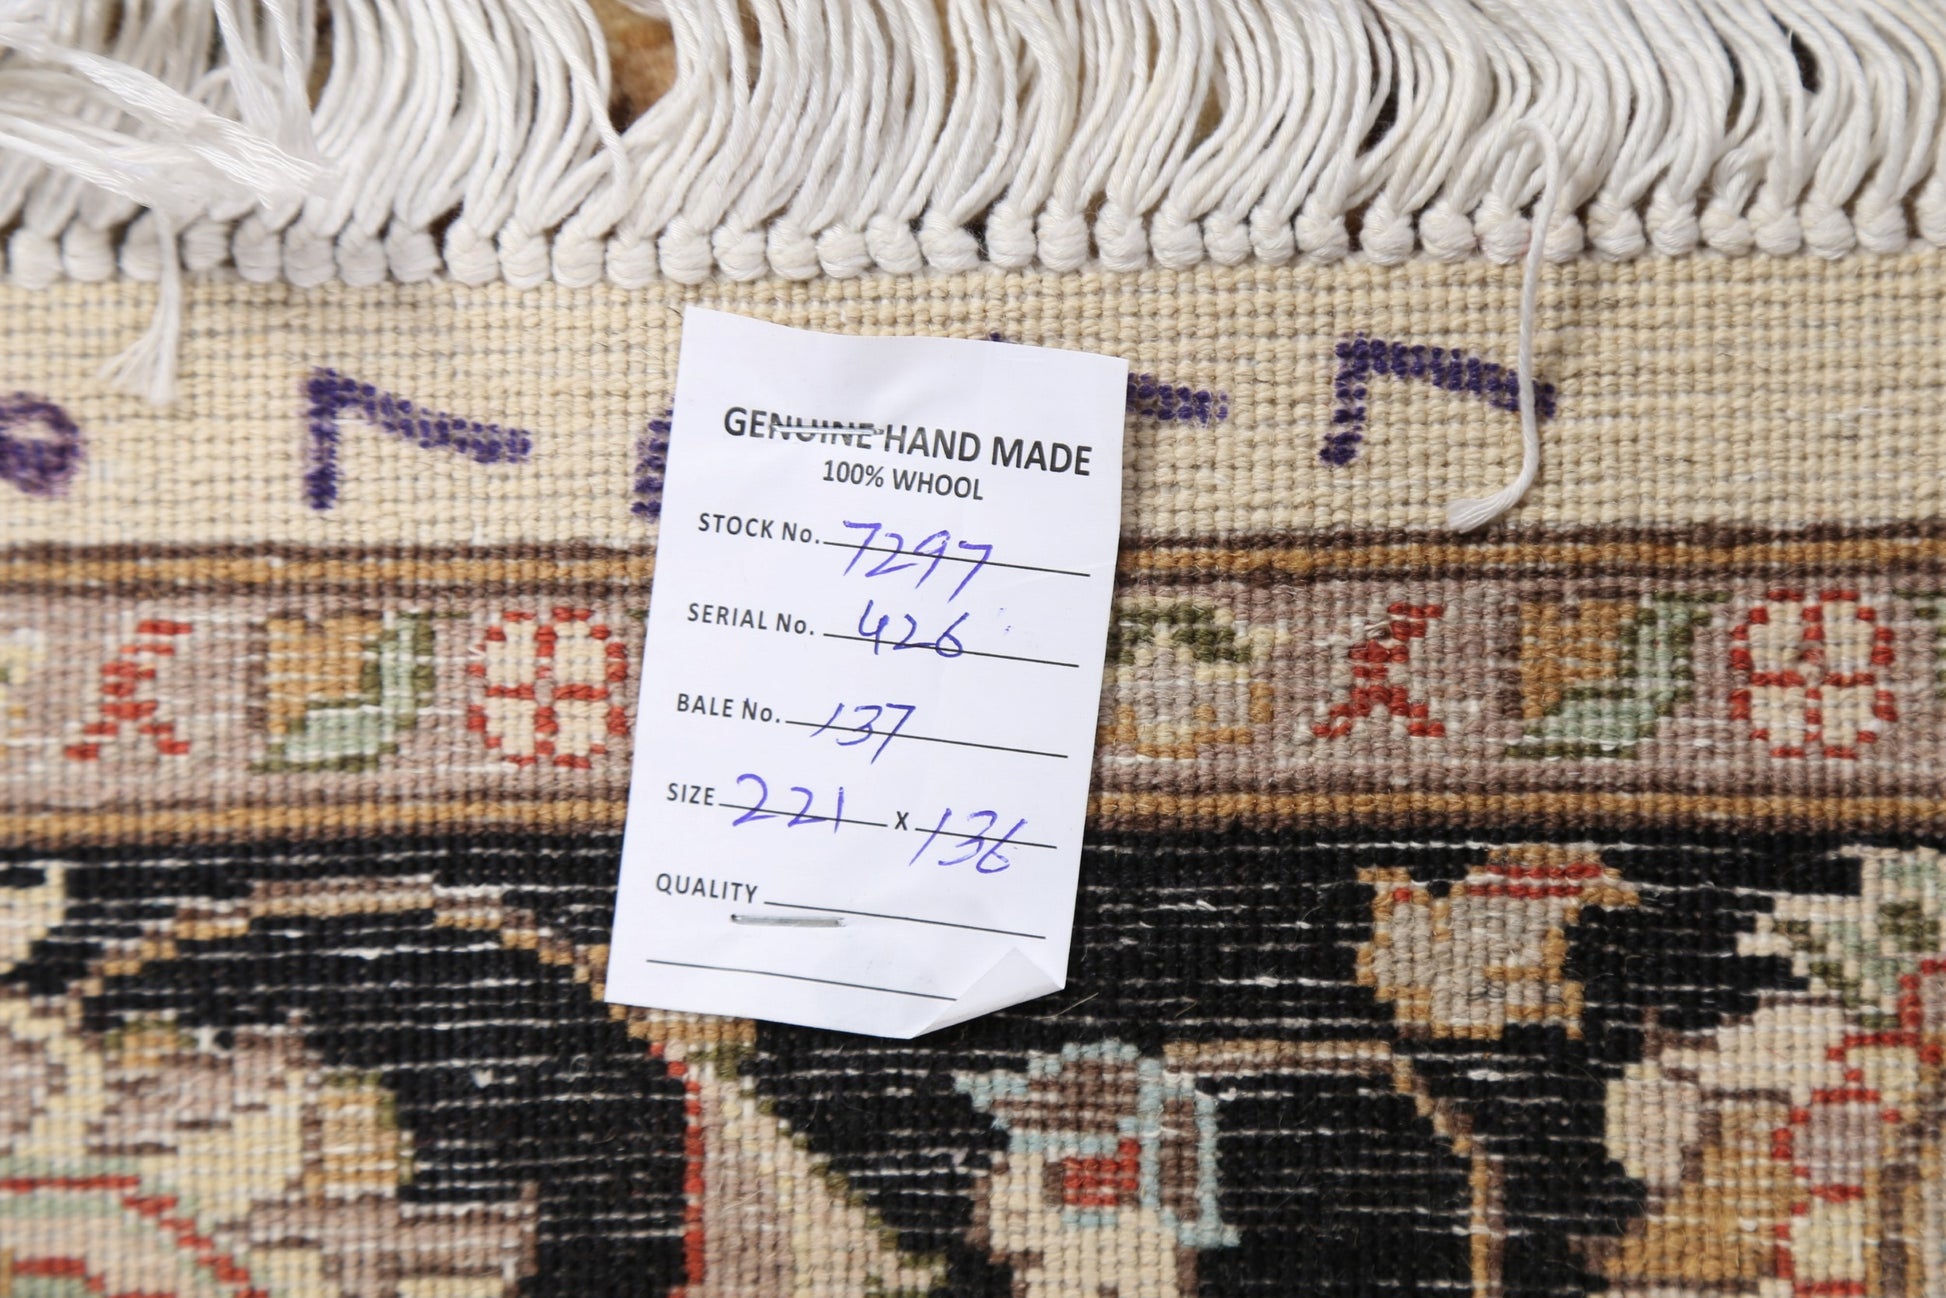 GENUINE HAND MADE
100% WHOOL
STOCK No. 7297
SERIAL No. 426
BALE No. 137
SIZE 221 x 136
QUALITY